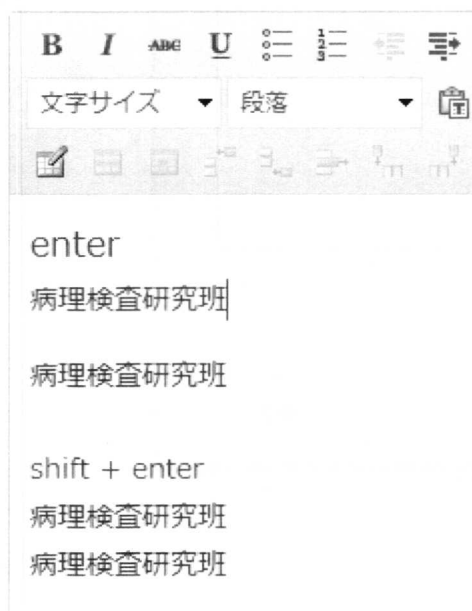 B I ABC U
文字サイズ 段落
enter
病理検査研究班
病理検査研究班
shift + enter
病理検査研究班
病理検査研究班